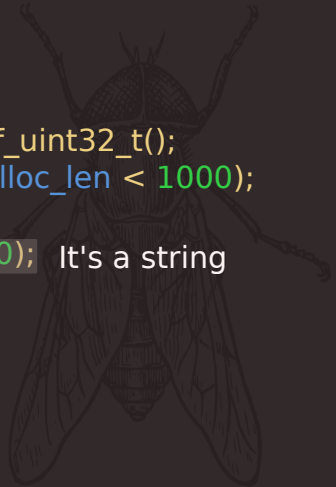 f_uint32_t();
lloc_len < 1000);
0); It's a string